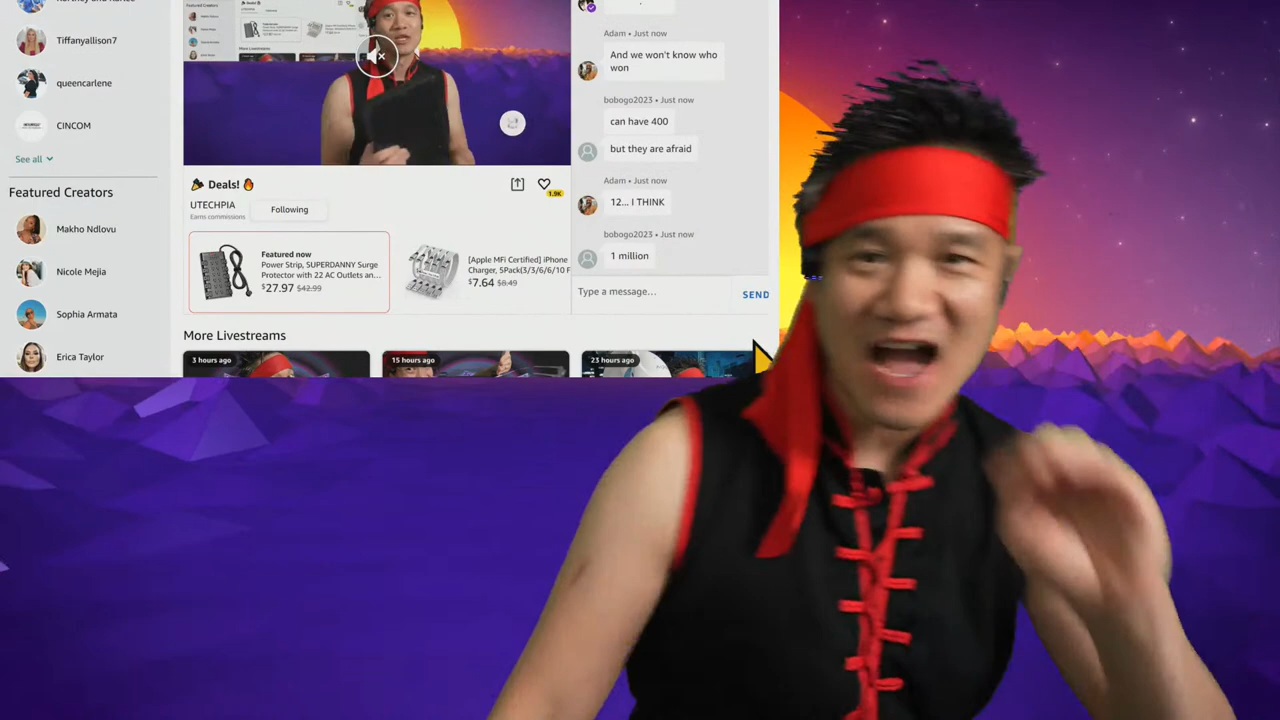 Tiffanyallison7
queencarlene
CINCOM
See all
Featured Creators
Makho Ndlovu
Nicole Mejia
Sophia Armata
Erica Taylor
Deals!
1.9K
UTECHPIA
Earns commissions
Following
Featured now
Power Strip, SUPERDANNY Surge
Protector with 22 AC Outlets an...
$27.97 $42.99
[Apple MFi Certified] iPhone
Charger, 5Pack(3/3/6/6/10 F
$7.64 $8.49
More Livestreams
3 hours ago
15 hours ago
23 hours ago
Adam • Just now
And we won't know who
won
bobogo2023 • Just now
can have 400
but they are afraid
Adam • Just now
12... I THINK
bobogo2023 • Just now
1 million
Type a message...
SEND